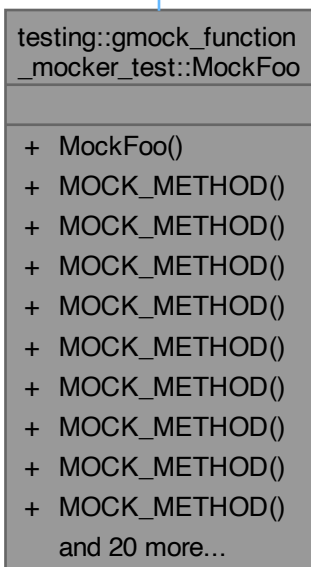 testing::gmock_function
_mocker_test::MockFoo
+ MockFoo()
+ MOCK_METHOD()
+ MOCK_METHOD()
+ MOCK_METHOD()
+ MOCK_METHOD()
+ MOCK_METHOD()
+ MOCK_METHOD()
+ MOCK_METHOD()
+ MOCK_METHOD()
+ MOCK_METHOD()
and 20 more...